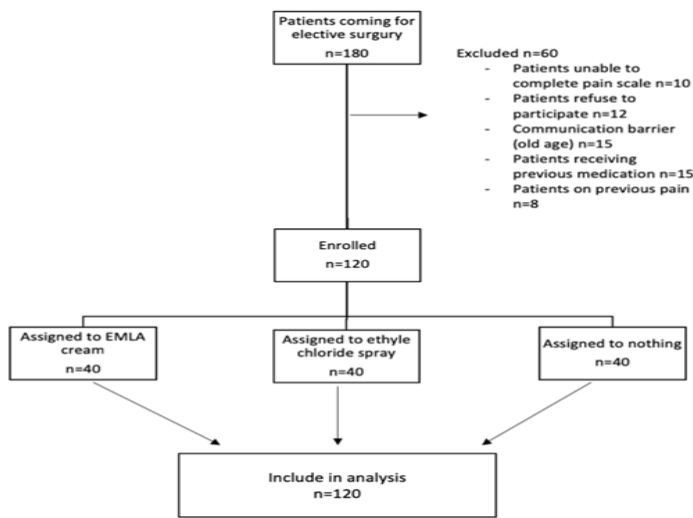 Patients coming for
elective surgery
n=180
Excluded n=60
- Patients unable to
complete pain scale n=10
- Patients refuse to
participate n=12
- Communication barrier
(old age) n=15
- Patients receiving
previous medication n=15
- Patients on previous pain
n=8
Enrolled
n=120
Assigned to EMLA
cream
n=40
Assigned to ethyle
chloride spray
n=40
Assigned to nothing
n=40
Include in analysis
n=120